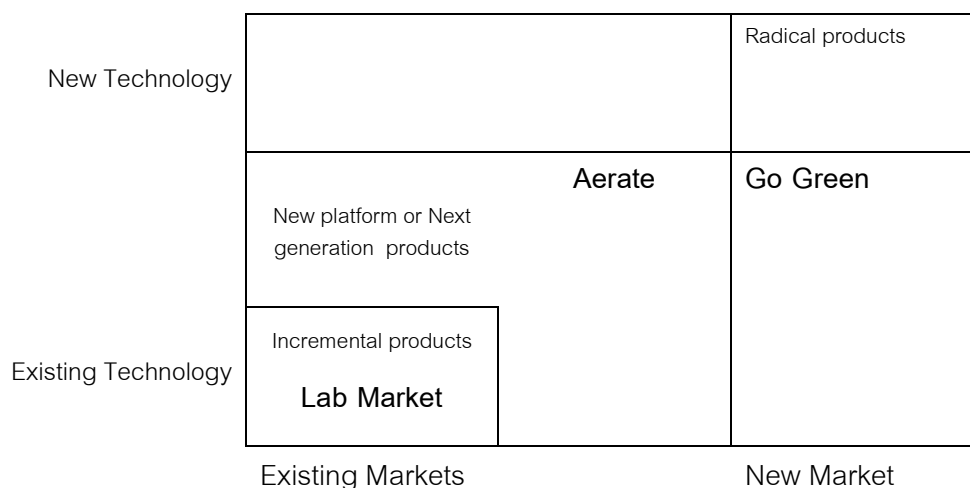 Radical products
New Technology
Aerate
Go Green
New platform or Next
generation products
Incremental products
Existing Technology
Lab Market
Existing Markets
New Market